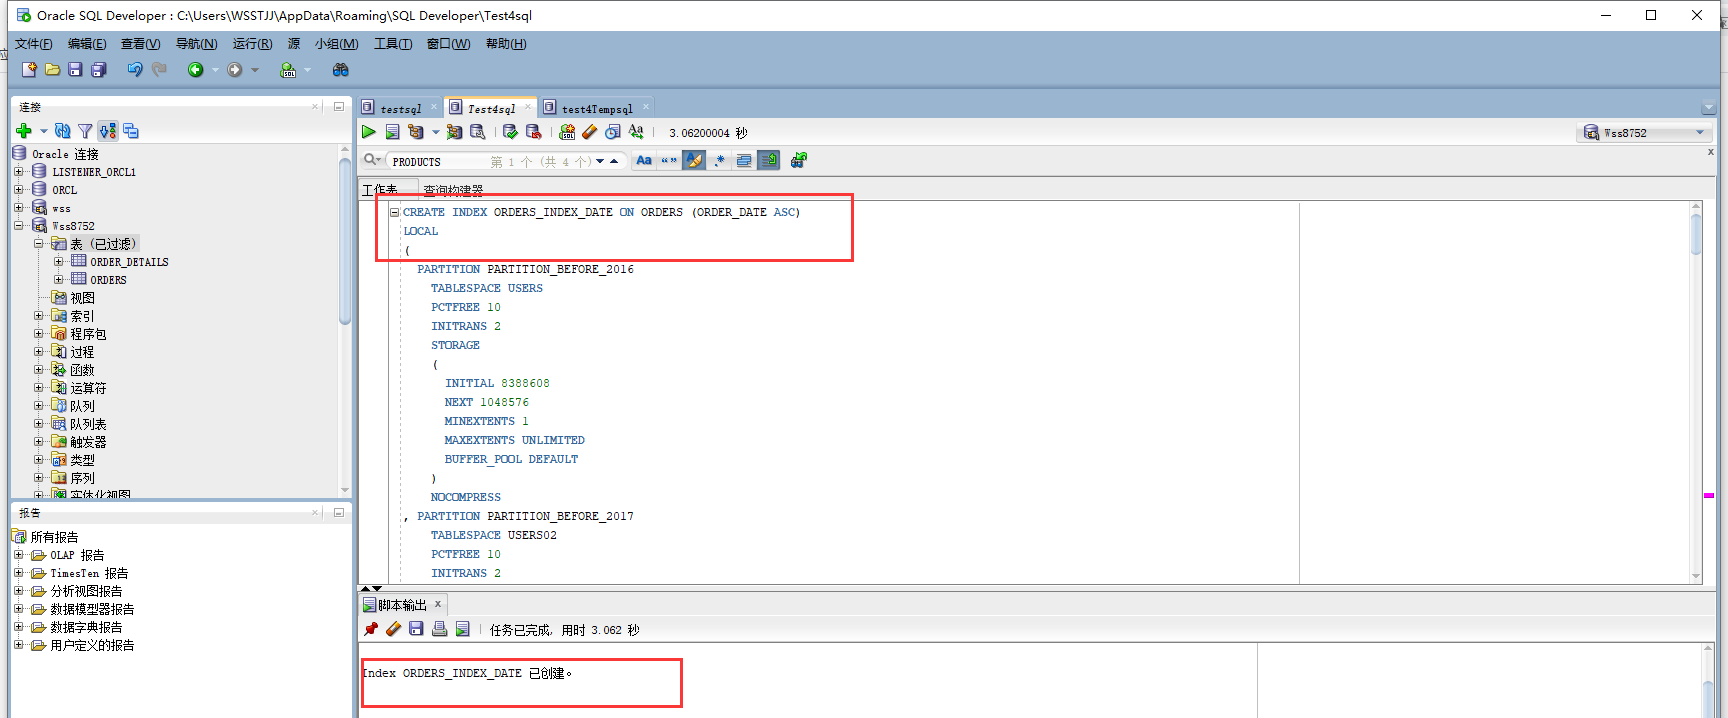 Oracle SQL Developer : C:\Users\WSSTJJ\AppData\Roaming\SQL Developer\Test4sql
文件(F) 编辑(E) 查看(V) 导航(N) 运行(R) 源 小组(M) 工具(T) 窗口(W) 帮助(H)
连接
Oracle 连接
LISTENER_ORCL1
ORCL
wss
Wss8752
表 (已过滤)
ORDER_DETAILS
ORDERS
视图
索引
程序包
过程
函数
运算符
队列
队列表
触发器
类型
序列
实体化视图
报告
所有报告
OLAP 报告
TimesTen 报告
分析视图报告
数据模型器报告
数据字典报告
用户定义的报告
testsql Test4sql test4Tempsql
3.06200004 秒
Wss8752
PRODUCTS 第 1 个 (共 4 个)
工作表 查询构建器
CREATE INDEX ORDERS_INDEX_DATE ON ORDERS (ORDER_DATE ASC)
LOCAL
(
PARTITION PARTITION_BEFORE_2016
TABLESPACE USERS
PCTFREE 10
INITRANS 2
STORAGE
(
INITIAL 8388608
NEXT 1048576
MINEXTENTS 1
MAXEXTENTS UNLIMITED
BUFFER_POOL DEFAULT
)
NOCOMPRESS
, PARTITION PARTITION_BEFORE_2017
TABLESPACE USERS02
PCTFREE 10
INITRANS 2
脚本输出
任务已完成, 用时 3.062 秒
Index ORDERS_INDEX_DATE 已创建。